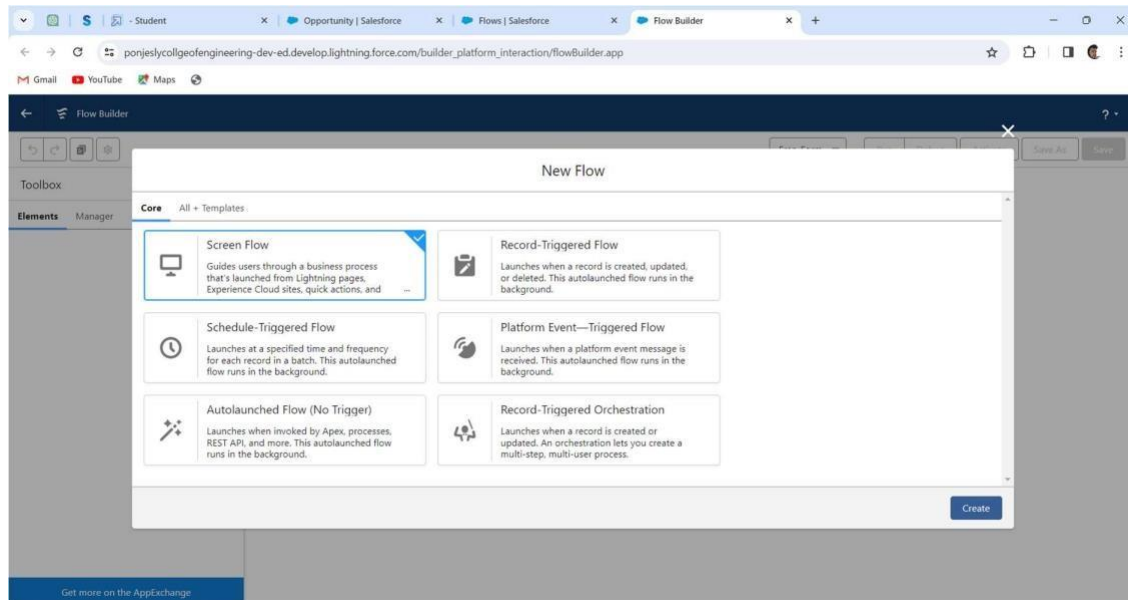 - Student
Opportunity | Salesforce
Flows | Salesforce
Flow Builder
ponjeslycollgeofengineering-dev-ed.develop.lightning.force.com/builder_platform_interaction/flowBuilder.app
Gmail
YouTube
Maps
Flow Builder
?
Save As
Save
New Flow
Toolbox
Elements
Manager
Core
All + Templates
Screen Flow
Guides users through a business process
that's launched from Lightning pages,
Experience Cloud sites, quick actions, and ...
Record-Triggered Flow
Launches when a record is created, updated,
or deleted. This autolaunched flow runs in the
background.
Schedule-Triggered Flow
Launches at a specified time and frequency
for each record in a batch. This autolaunched
flow runs in the background.
Platform Event—Triggered Flow
Launches when a platform event message is
received. This autolaunched flow runs in the
background.
Autolaunched Flow (No Trigger)
Launches when invoked by Apex, processes,
REST API, and more. This autolaunched flow
runs in the background.
Record-Triggered Orchestration
Launches when a record is created or
updated. An orchestration lets you create a
multi-step, multi-user process.
Create
Get more on the AppExchange